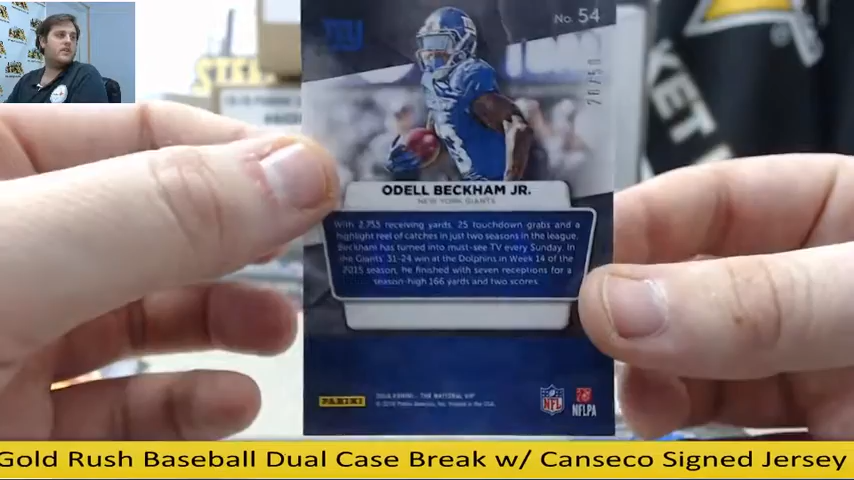 No. 54
ODELL BECKHAM JR.
NEW YORK GIANTS
With 2,755 receiving yards, 25 touchdown grabs and a
highlight reel of catches in just two seasons in the league,
Beckham has turned into must-see TV every Sunday. In
the Giants' 31-24 win at the Dolphins in Week 14 of the
2015 season, he finished with seven receptions for a
season-high 166 yards and two scores.
PANINI
THE NATIONAL VIP
NFL
NFLPA
KET
Gold Rush Baseball Dual Case Break w/ Canseco Signed Jersey